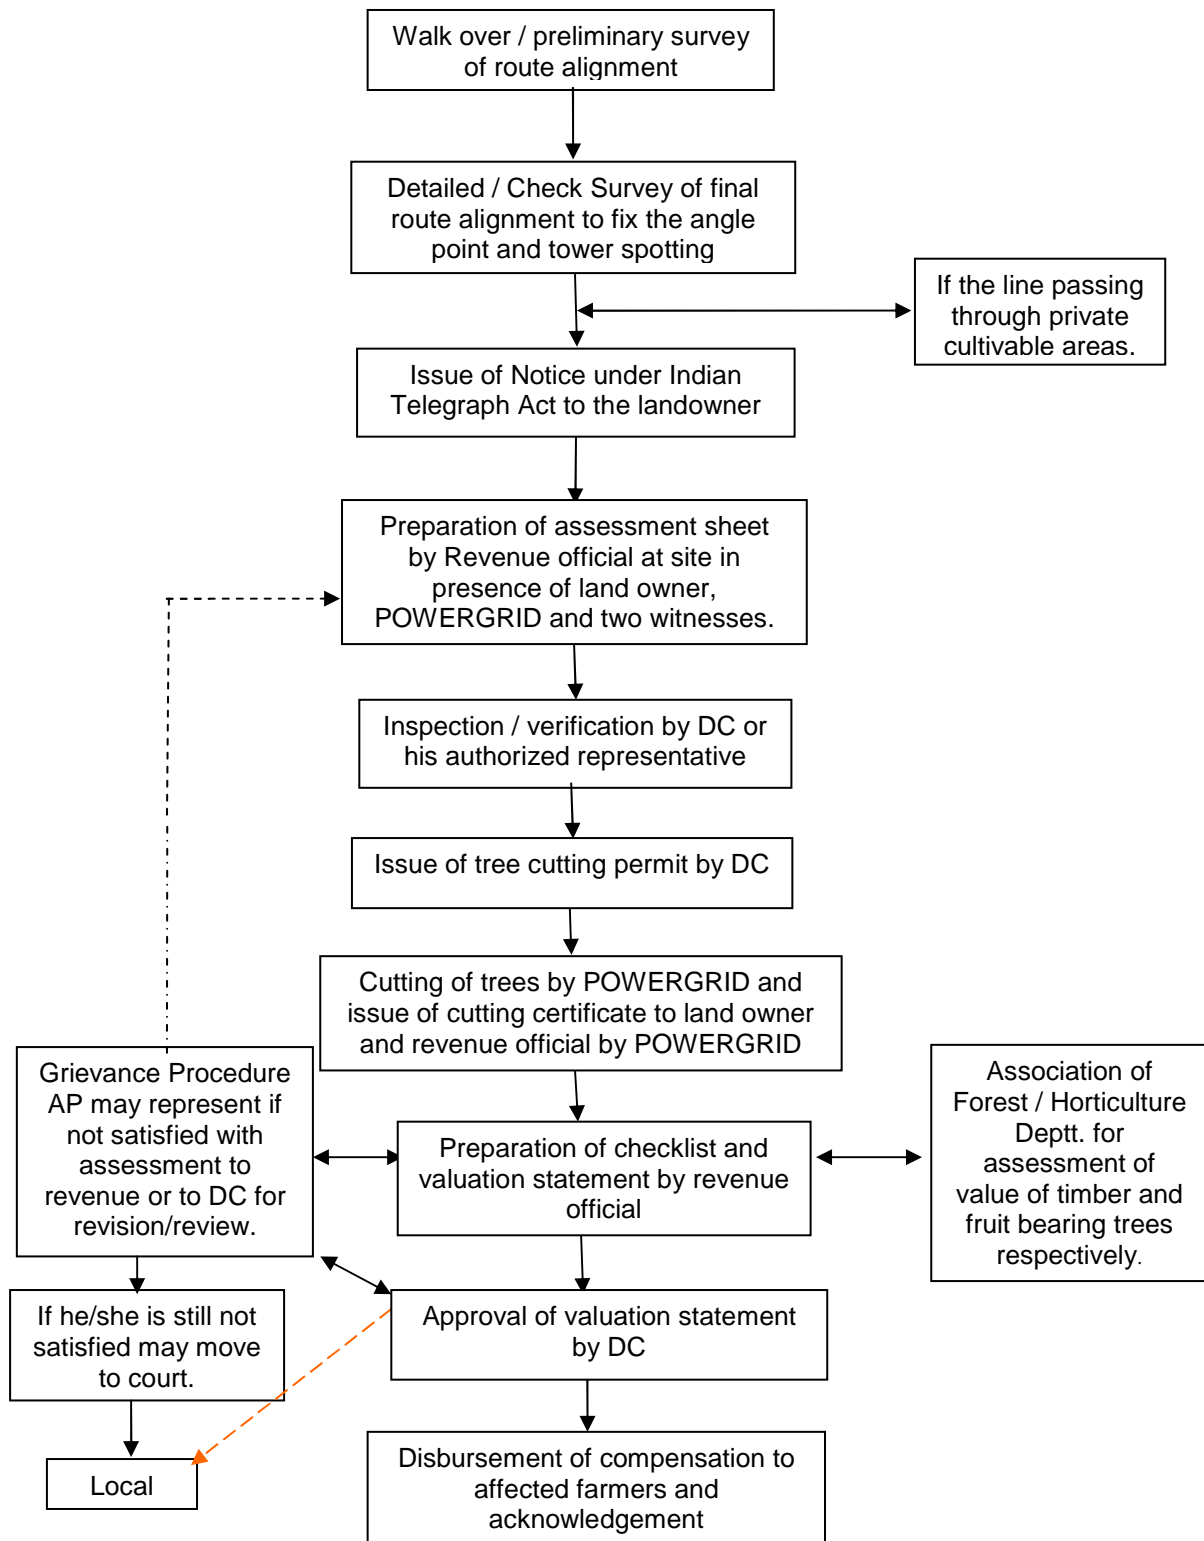 Walk over / preliminary survey
of route alignment
Detailed / Check Survey of final
route alignment to fix the angle
point and tower spotting
If the line passing
through private
cultivable areas.
Issue of Notice under Indian
Telegraph Act to the landowner
Preparation of assessment sheet
by Revenue official at site in
presence of land owner,
POWERGRID and two witnesses.
Inspection / verification by DC or
his authorized representative
Issue of tree cutting permit by DC
Cutting of trees by POWERGRID and
issue of cutting certificate to land owner
and revenue official by POWERGRID
Grievance Procedure
AP may represent if
not satisfied with
assessment to
revenue or to DC for
revision/review.
Preparation of checklist and
valuation statement by revenue
official
Association of
Forest / Horticulture
Deptt. for
assessment of
value of timber and
fruit bearing trees
respectively.
If he/she is still not
satisfied may move
to court.
Approval of valuation statement
by DC
Local
Disbursement of compensation to
affected farmers and
acknowledgement